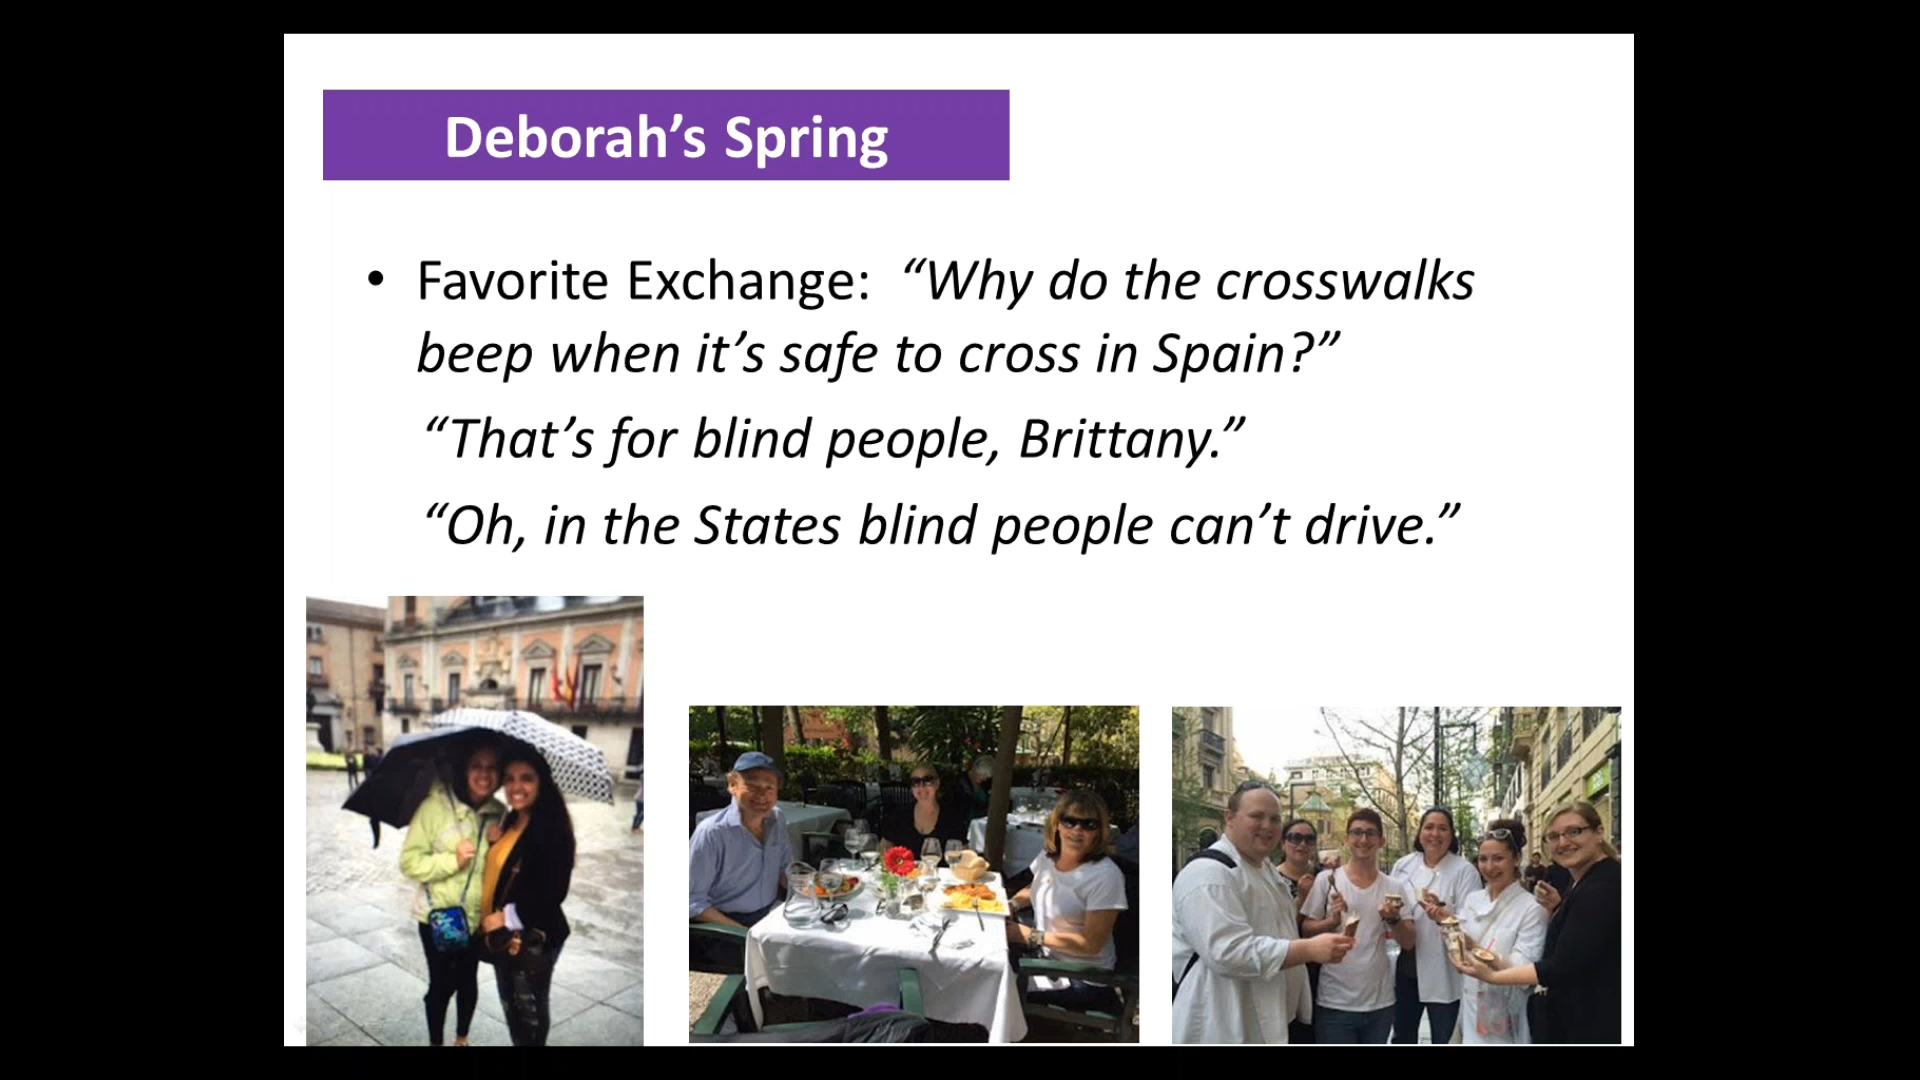 Deborah’s Spring
• Favorite Exchange:  “Why do the crosswalks
beep when it’s safe to cross in Spain?”
“That’s for blind people, Brittany.”
“Oh, in the States blind people can’t drive.”